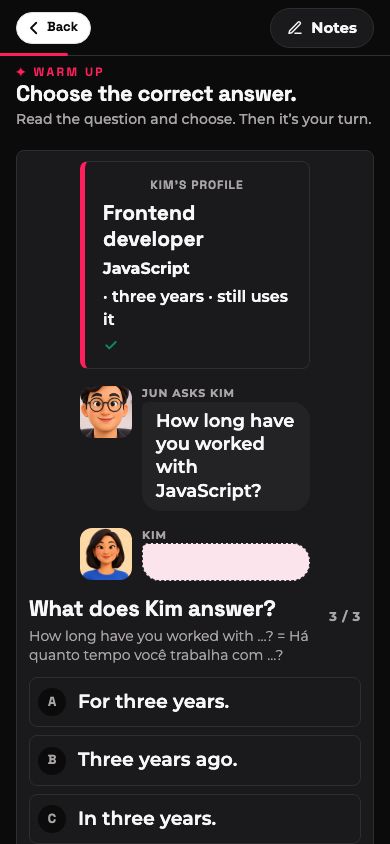 Back
Notes
✦ WARM UP
Choose the correct answer.
Read the question and choose. Then it's your turn.
KIM'S PROFILE
Frontend
developer
JavaScript
· three years · still uses
it
✓
JUN ASKS KIM
How long have
you worked
with
JavaScript?
KIM
What does Kim answer?
3 / 3
How long have you worked with ...? = Há
quanto tempo você trabalha com ...?
A For three years.
B Three years ago.
C In three years.